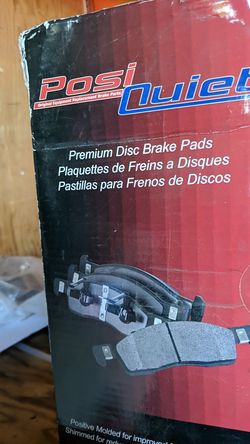 Posi
Quiet
Original Equipment Replacement Brake Parts
Premium Disc Brake Pads
Plaquettes de Freins a Disques
Pastillas para Frenos de Discos
Positive Molded for improved
Shimmed for